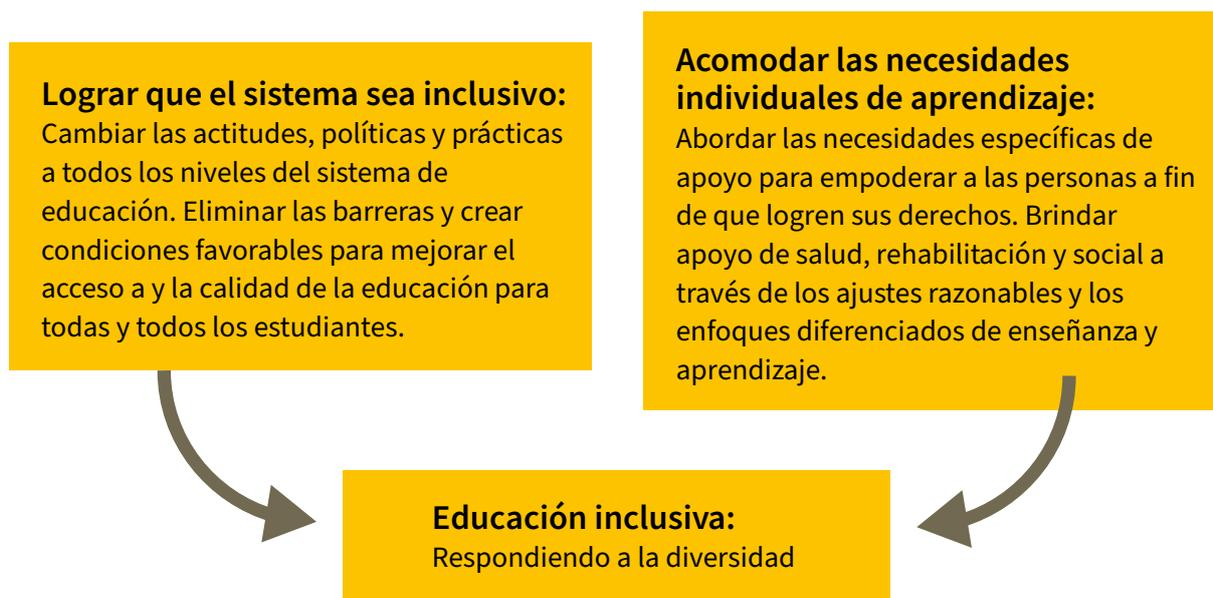 Lograr que el sistema sea inclusivo:
Cambiar las actitudes, políticas y prácticas
a todos los niveles del sistema de
educación. Eliminar las barreras y crear
condiciones favorables para mejorar el
acceso a y la calidad de la educación para
todas y todos los estudiantes.
Acomodar las necesidades
individuales de aprendizaje:
Abordar las necesidades específicas de
apoyo para empoderar a las personas a fin
de que logren sus derechos. Brindar
apoyo de salud, rehabilitación y social a
través de los ajustes razonables y los
enfoques diferenciados de enseñanza y
aprendizaje.
Educación inclusiva:
Respondiendo a la diversidad